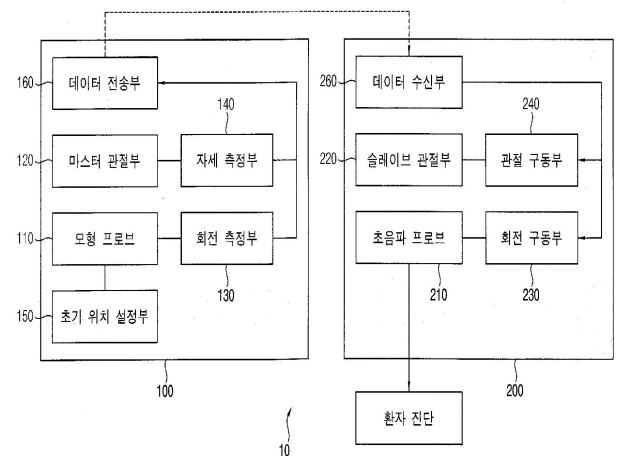 160
데이터 전송부
140
120
마스터 관절부
자세 측정부
110
모형 프로브
회전 측정부
130
150
초기 위치 설정부
100
260
데이터 수신부
240
220
슬레이브 관절부
관절 구동부
초음파 프로브
회전 구동부
210
230
200
환자 진단
10